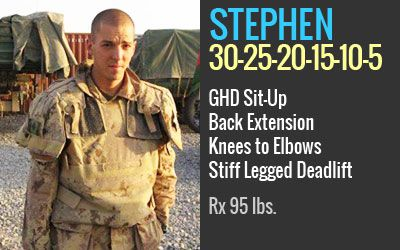 STEPHEN
30-25-20-15-10-5
GHD Sit-Up
Back Extension
Knees to Elbows
Stiff Legged Deadlift
Rx 95 lbs.